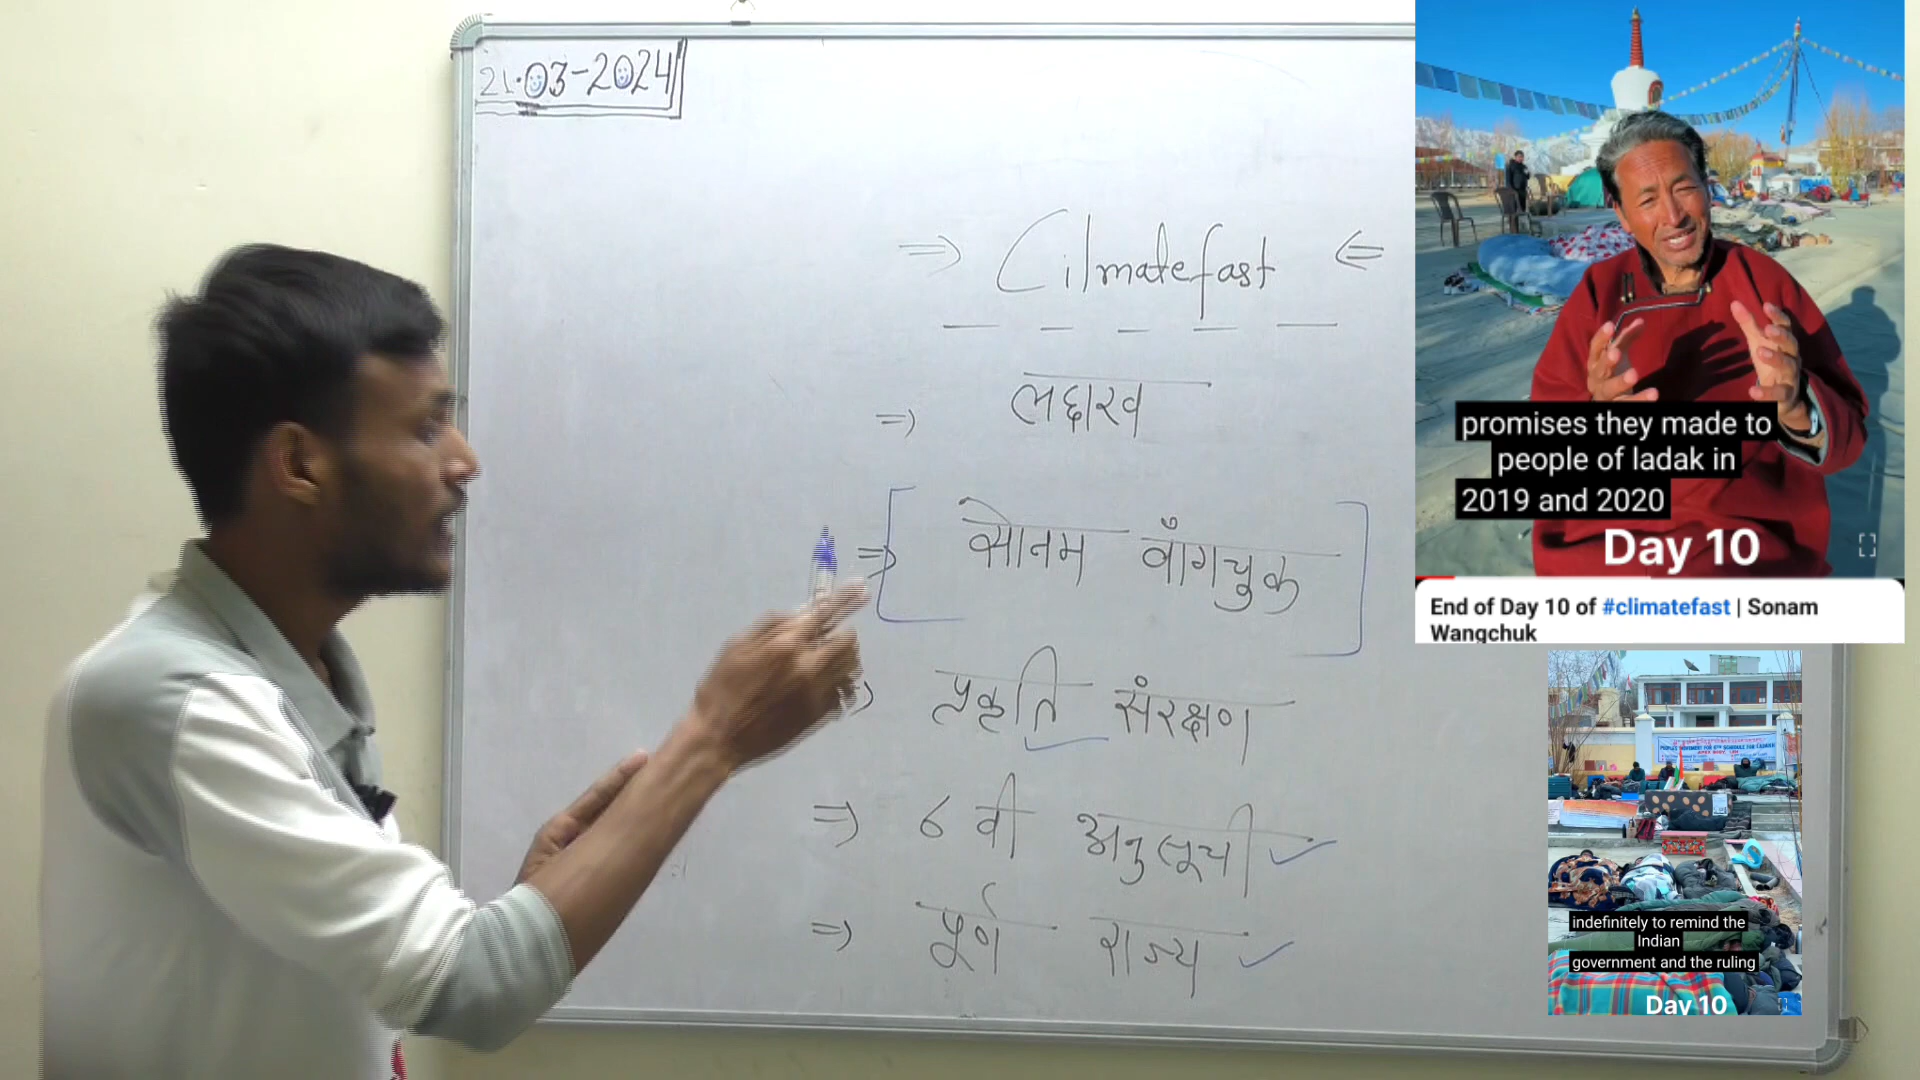 21.03-2024
⇒ Cilmatefast ⇐
⇒ लद्दाख
⇒ [ सोनम वाँगचुक ]
⇒ प्रकृति संरक्षण
⇒ ६ वी अनुसूची ✓
⇒ पूर्ण राज्य ✓
promises they made to
people of ladak in
2019 and 2020
Day 10
End of Day 10 of #climatefast | Sonam
Wangchuk
indefinitely to remind the
Indian
government and the ruling
Day 10